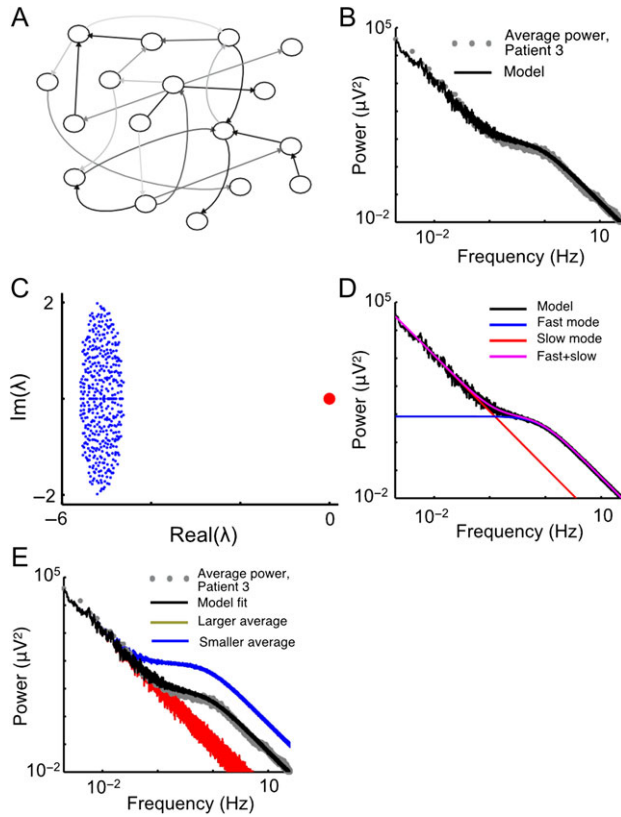 A
B
Average power,
Patient 3
Model
10^5
Power (µV²)
10^-2
10^-2
10
Frequency (Hz)
C
2
Im(λ)
-2
-6
0
Real(λ)
D
Model
Fast mode
Slow mode
Fast+slow
10^5
Power (µV²)
10^-2
10^-2
10
Frequency (Hz)
E
Average power,
Patient 3
Model fit
Larger average
Smaller average
10^5
Power (µV²)
10^-2
10^-2
10
Frequency (Hz)